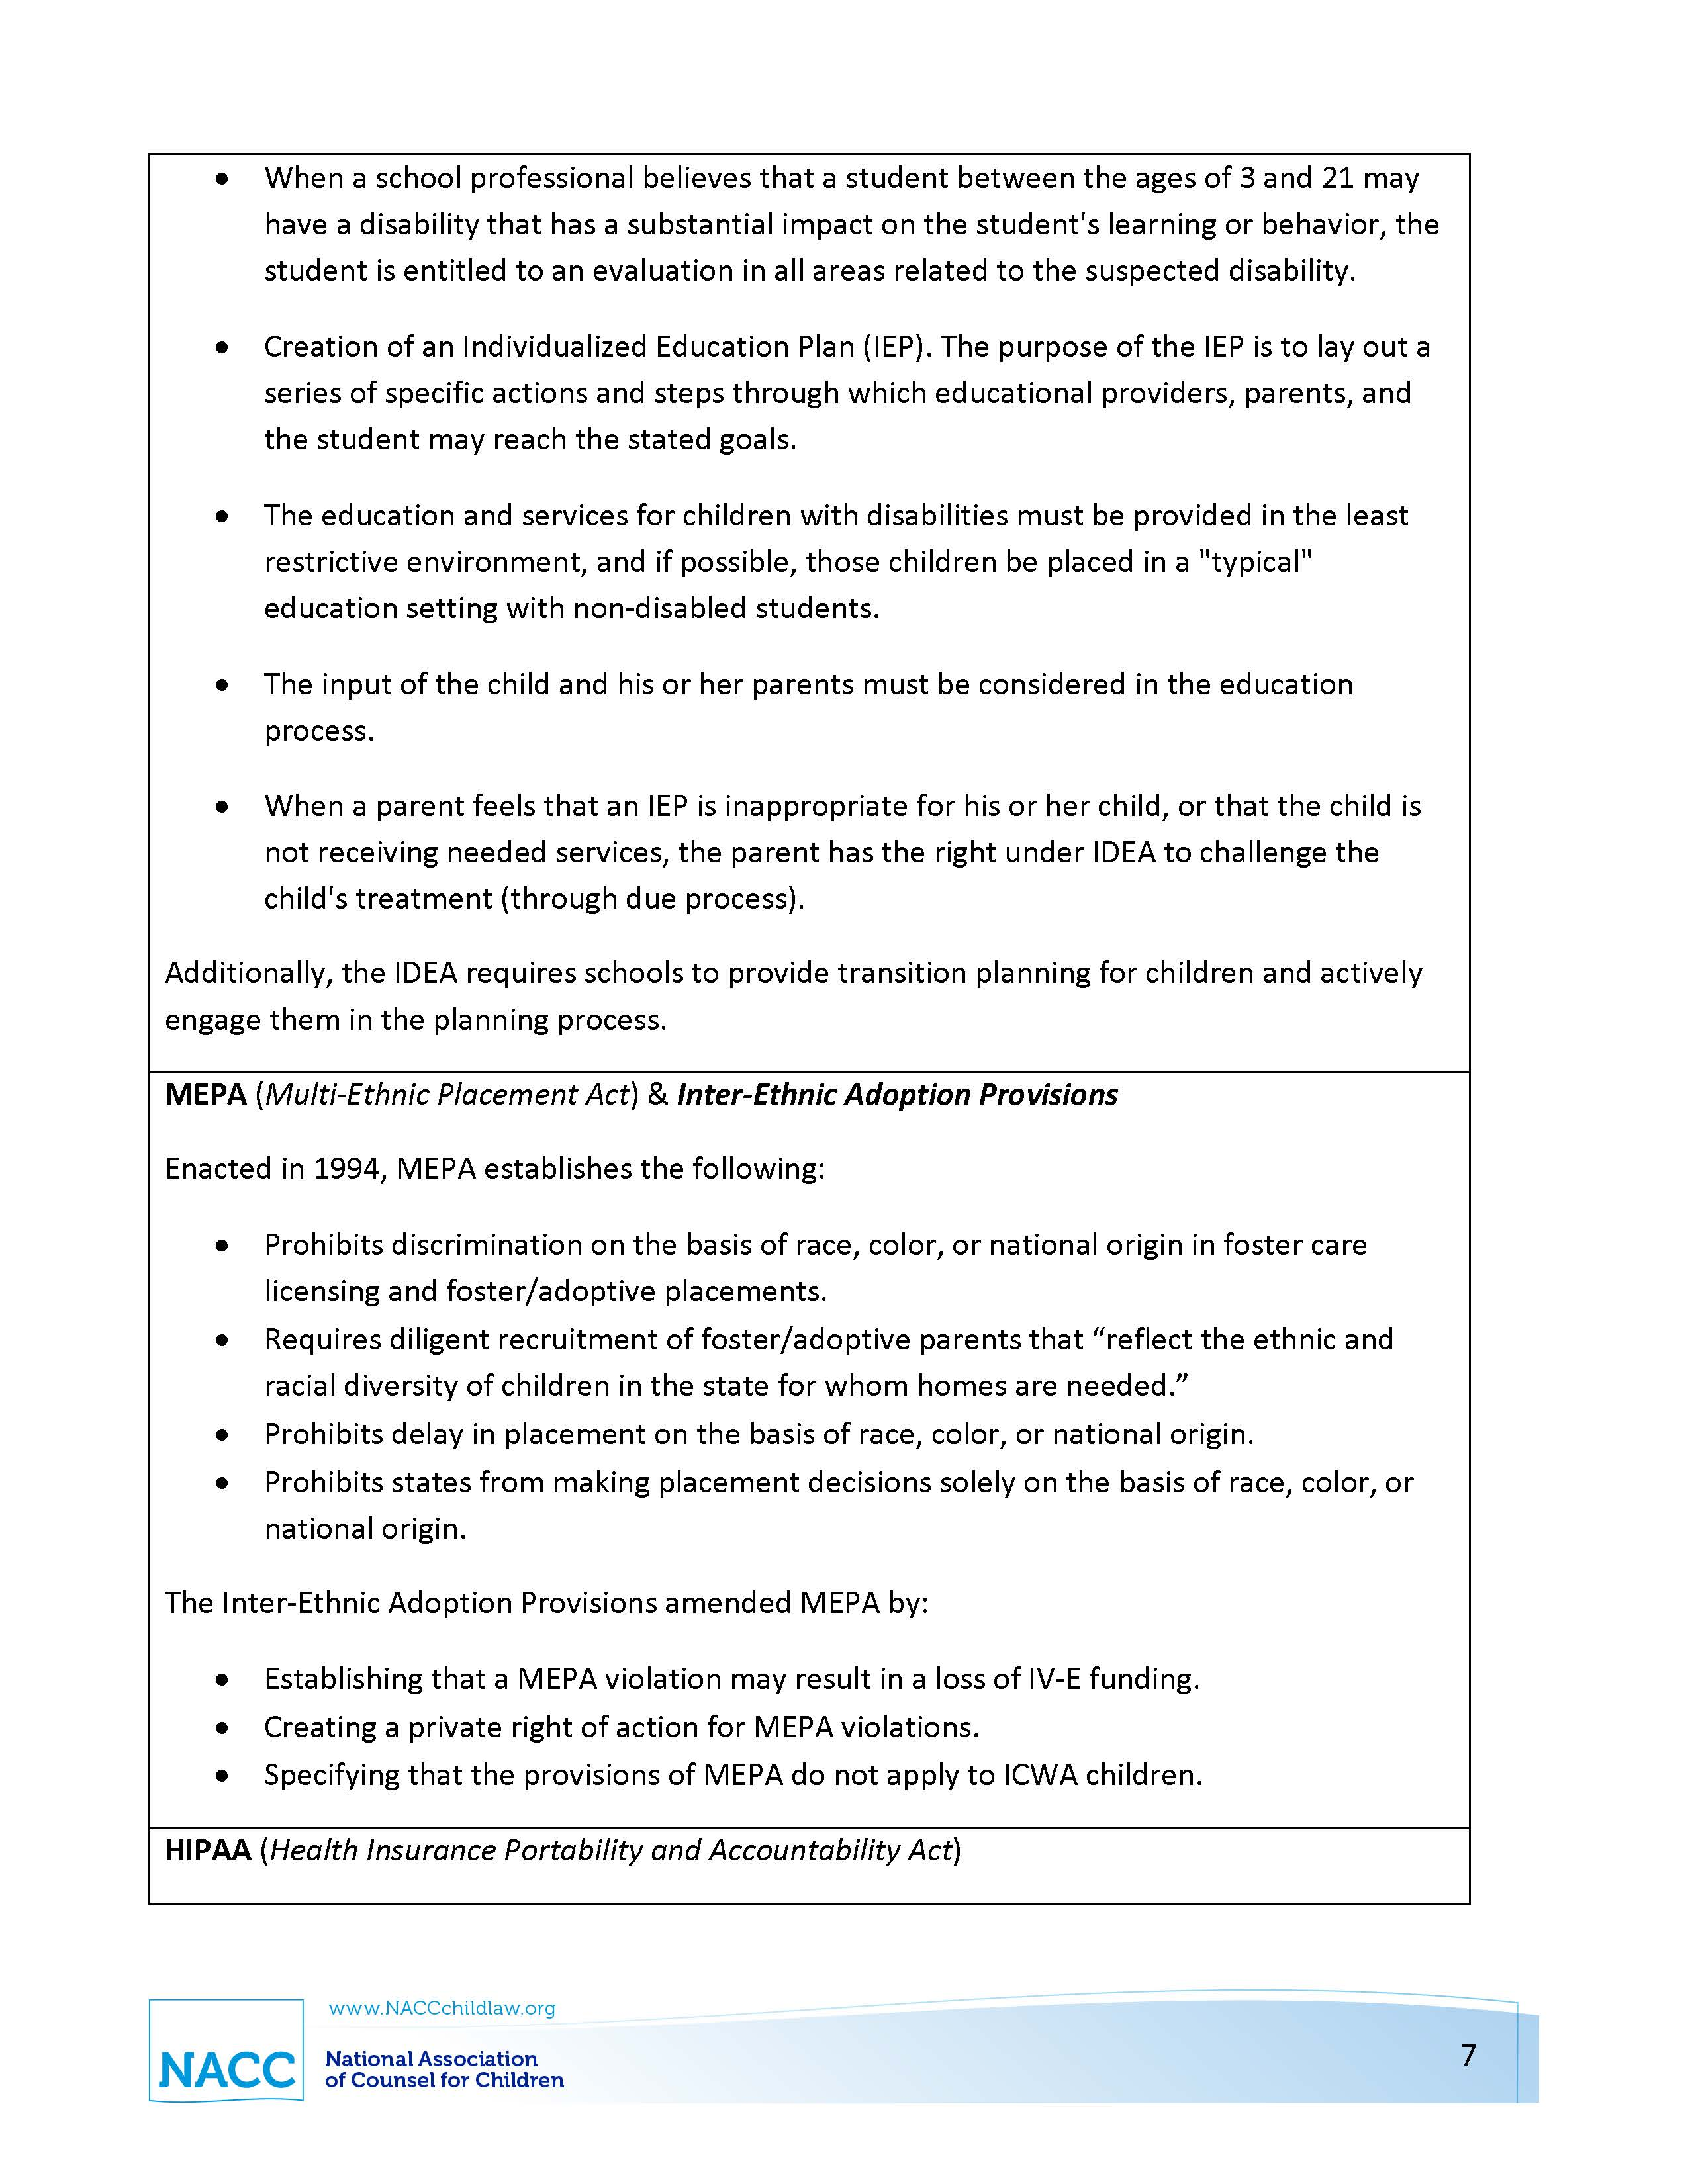 • When a school professional believes that a student between the ages of 3 and 21 may
have a disability that has a substantial impact on the student's learning or behavior, the
student is entitled to an evaluation in all areas related to the suspected disability.
• Creation of an Individualized Education Plan (IEP). The purpose of the IEP is to lay out a
series of specific actions and steps through which educational providers, parents, and
the student may reach the stated goals.
• The education and services for children with disabilities must be provided in the least
restrictive environment, and if possible, those children be placed in a "typical"
education setting with non-disabled students.
• The input of the child and his or her parents must be considered in the education
process.
• When a parent feels that an IEP is inappropriate for his or her child, or that the child is
not receiving needed services, the parent has the right under IDEA to challenge the
child's treatment (through due process).
Additionally, the IDEA requires schools to provide transition planning for children and actively
engage them in the planning process.
MEPA (Multi-Ethnic Placement Act) & Inter-Ethnic Adoption Provisions
Enacted in 1994, MEPA establishes the following:
• Prohibits discrimination on the basis of race, color, or national origin in foster care
licensing and foster/adoptive placements.
• Requires diligent recruitment of foster/adoptive parents that “reflect the ethnic and
racial diversity of children in the state for whom homes are needed.”
• Prohibits delay in placement on the basis of race, color, or national origin.
• Prohibits states from making placement decisions solely on the basis of race, color, or
national origin.
The Inter-Ethnic Adoption Provisions amended MEPA by:
• Establishing that a MEPA violation may result in a loss of IV-E funding.
• Creating a private right of action for MEPA violations.
• Specifying that the provisions of MEPA do not apply to ICWA children.
HIPAA (Health Insurance Portability and Accountability Act)
www.NACCchildlaw.org
NACC
National Association
of Counsel for Children
7